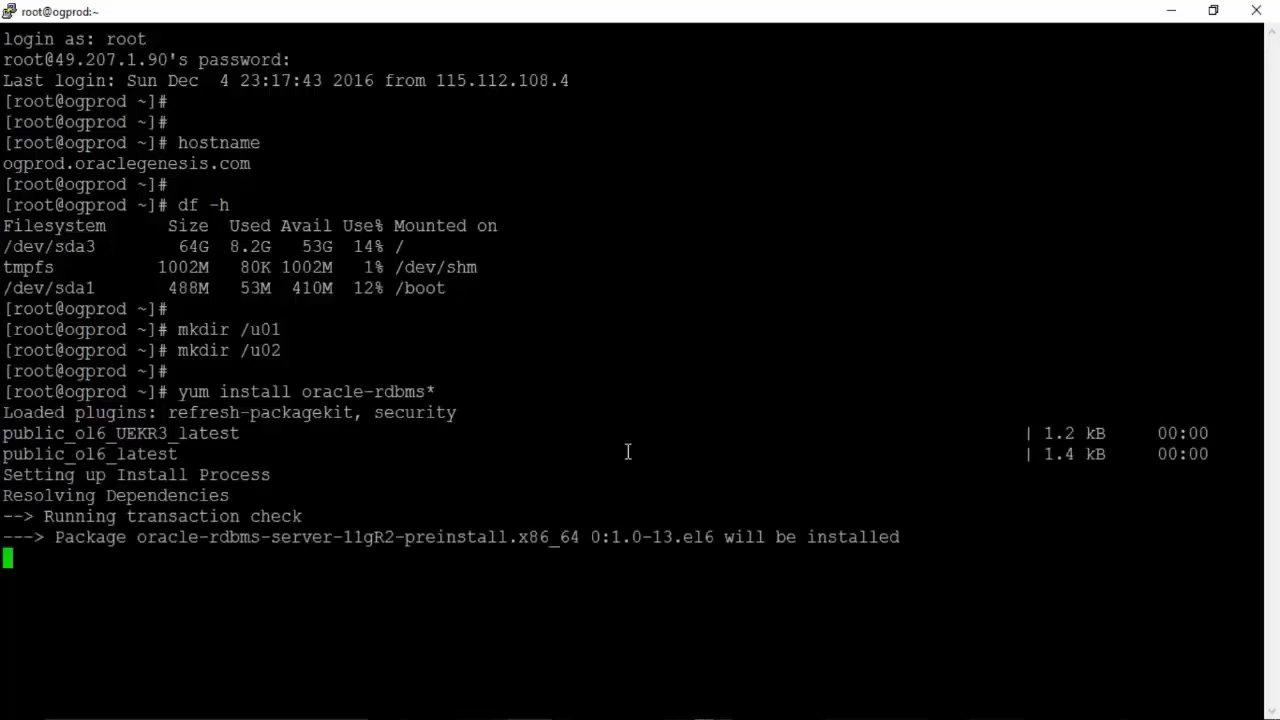 root@ogprod:~
login as: root
root@49.207.1.90's password:
Last login: Sun Dec  4 23:17:43 2016 from 115.112.108.4
[root@ogprod ~]#
[root@ogprod ~]#
[root@ogprod ~]# hostname
ogprod.oraclegenesis.com
[root@ogprod ~]#
[root@ogprod ~]# df -h
Filesystem      Size  Used Avail Use% Mounted on
/dev/sda3        64G  8.2G   53G  14% /
tmpfs          1002M   80K 1002M   1% /dev/shm
/dev/sda1       488M   53M  410M  12% /boot
[root@ogprod ~]#
[root@ogprod ~]# mkdir /u01
[root@ogprod ~]# mkdir /u02
[root@ogprod ~]#
[root@ogprod ~]# yum install oracle-rdbms*
Loaded plugins: refresh-packagekit, security
public_ol6_UEKR3_latest | 1.2 kB     00:00
public_ol6_latest | 1.4 kB     00:00
Setting up Install Process
Resolving Dependencies
--> Running transaction check
---> Package oracle-rdbms-server-11gR2-preinstall.x86_64 0:1.0-13.el6 will be installed